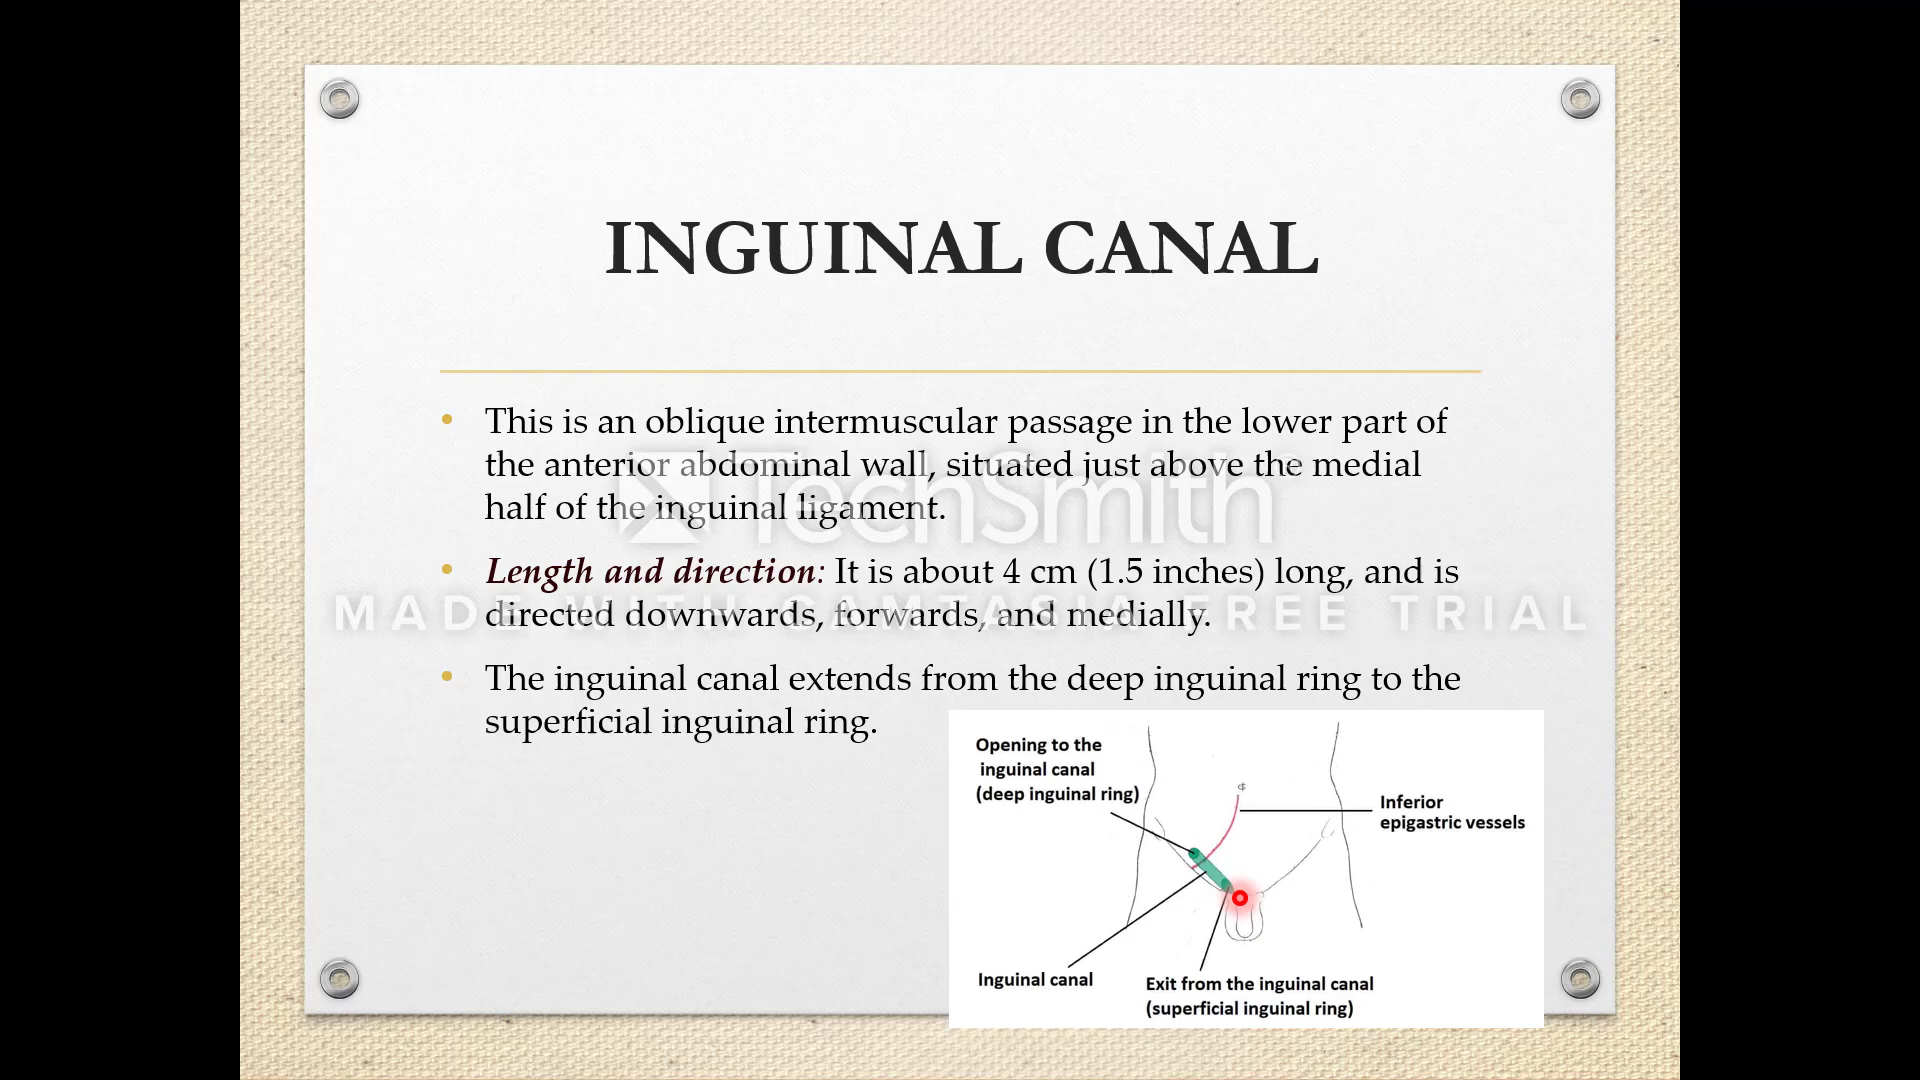 INGUINAL CANAL
• This is an oblique intermuscular passage in the lower part of
the anterior abdominal wall, situated just above the medial
half of the inguinal ligament.
• Length and direction: It is about 4 cm (1.5 inches) long, and is
directed downwards, forwards, and medially.
• The inguinal canal extends from the deep inguinal ring to the
superficial inguinal ring.
TechSmith®
MADE WITH CAMTASIA FREE TRIAL
Opening to the
inguinal canal
(deep inguinal ring)
Inferior
epigastric vessels
Inguinal canal
Exit from the inguinal canal
(superficial inguinal ring)